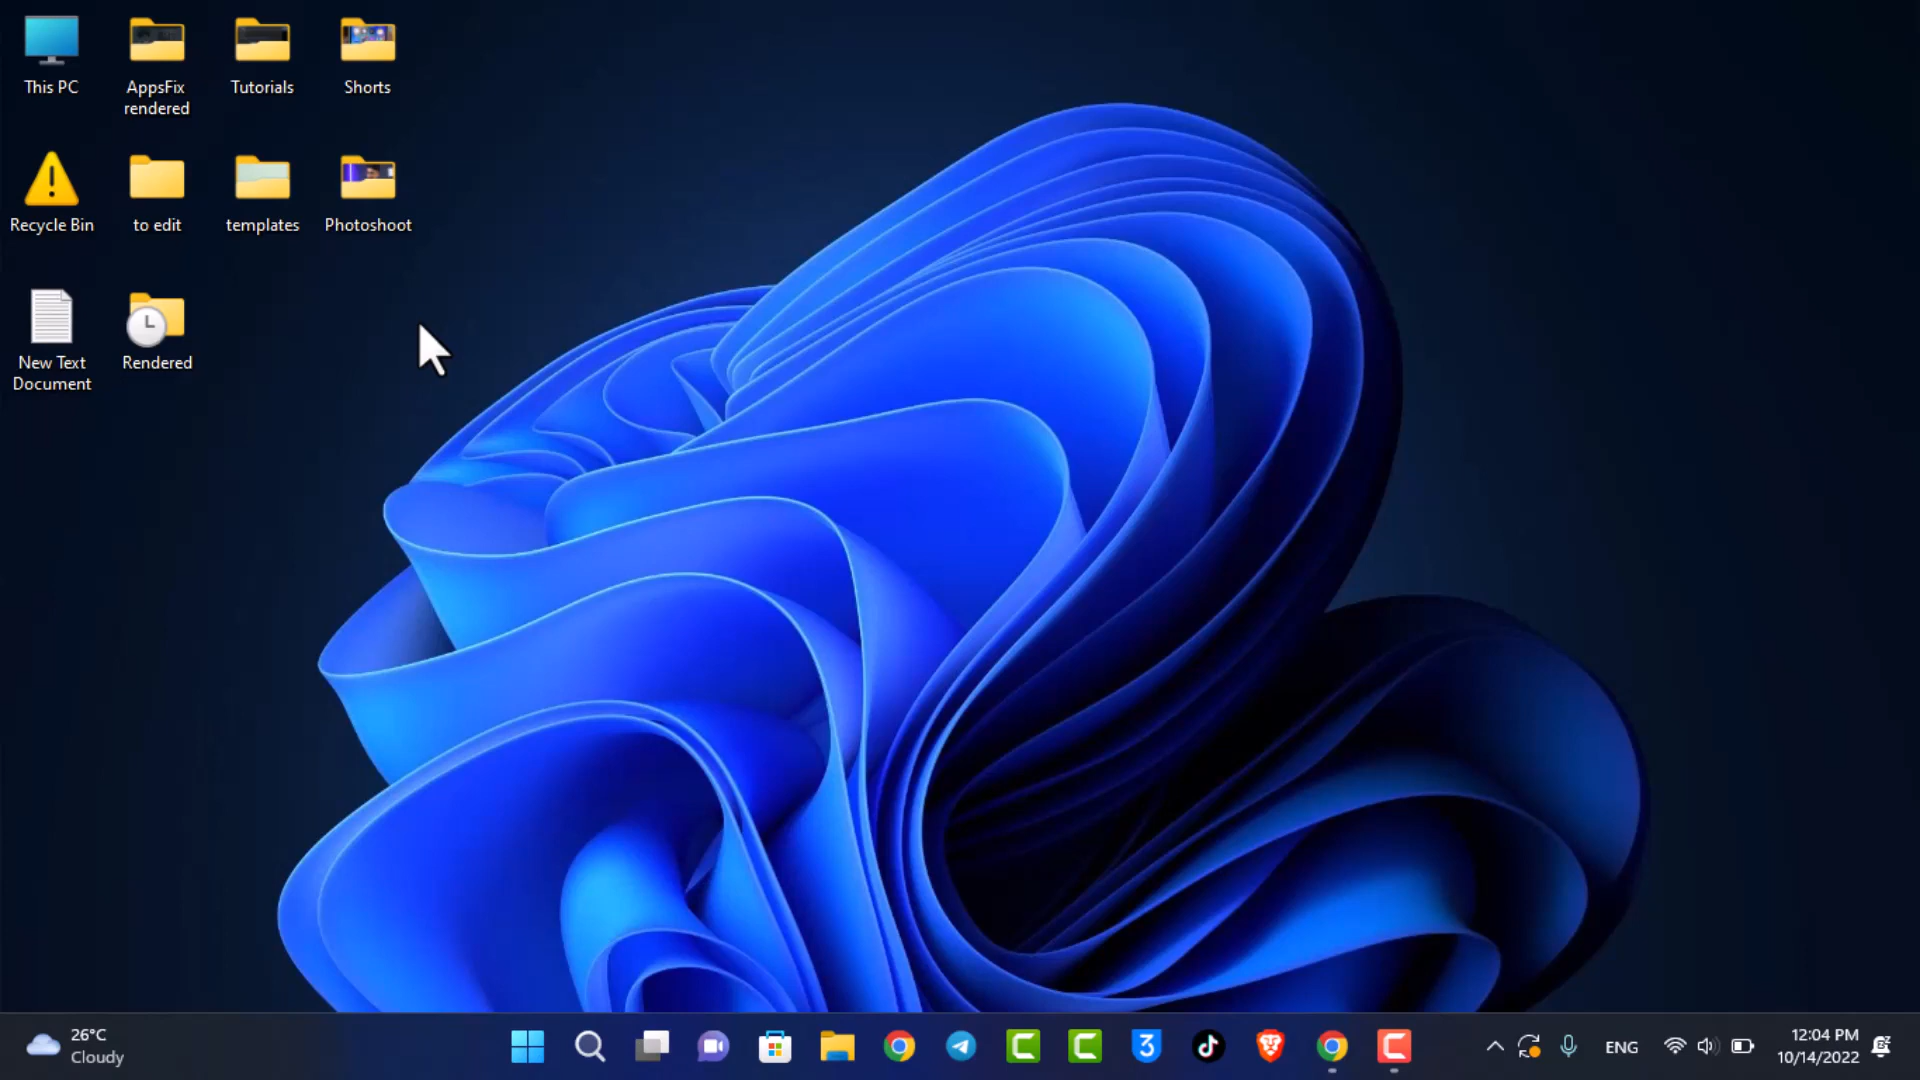 This PC
AppsFix
rendered
Tutorials
Shorts
Recycle Bin
to edit
templates
Photoshoot
New Text
Document
Rendered
26°C
Cloudy
3
ENG
12:04 PM
10/14/2022